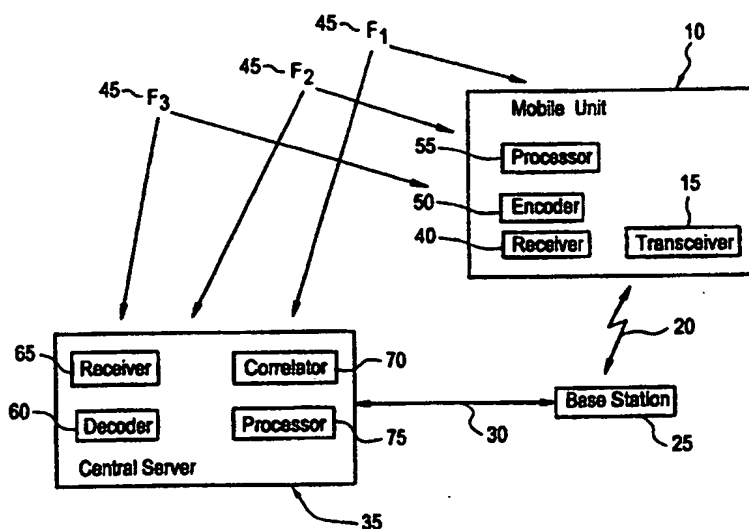 45~F1
10
45~F2
45~F3
Mobile Unit
55
Processor
50
Encoder
15
40
Receiver
Transceiver
20
65
Receiver
Correlator
70
60
Decoder
Processor
75
30
Base Station
25
Central Server
35